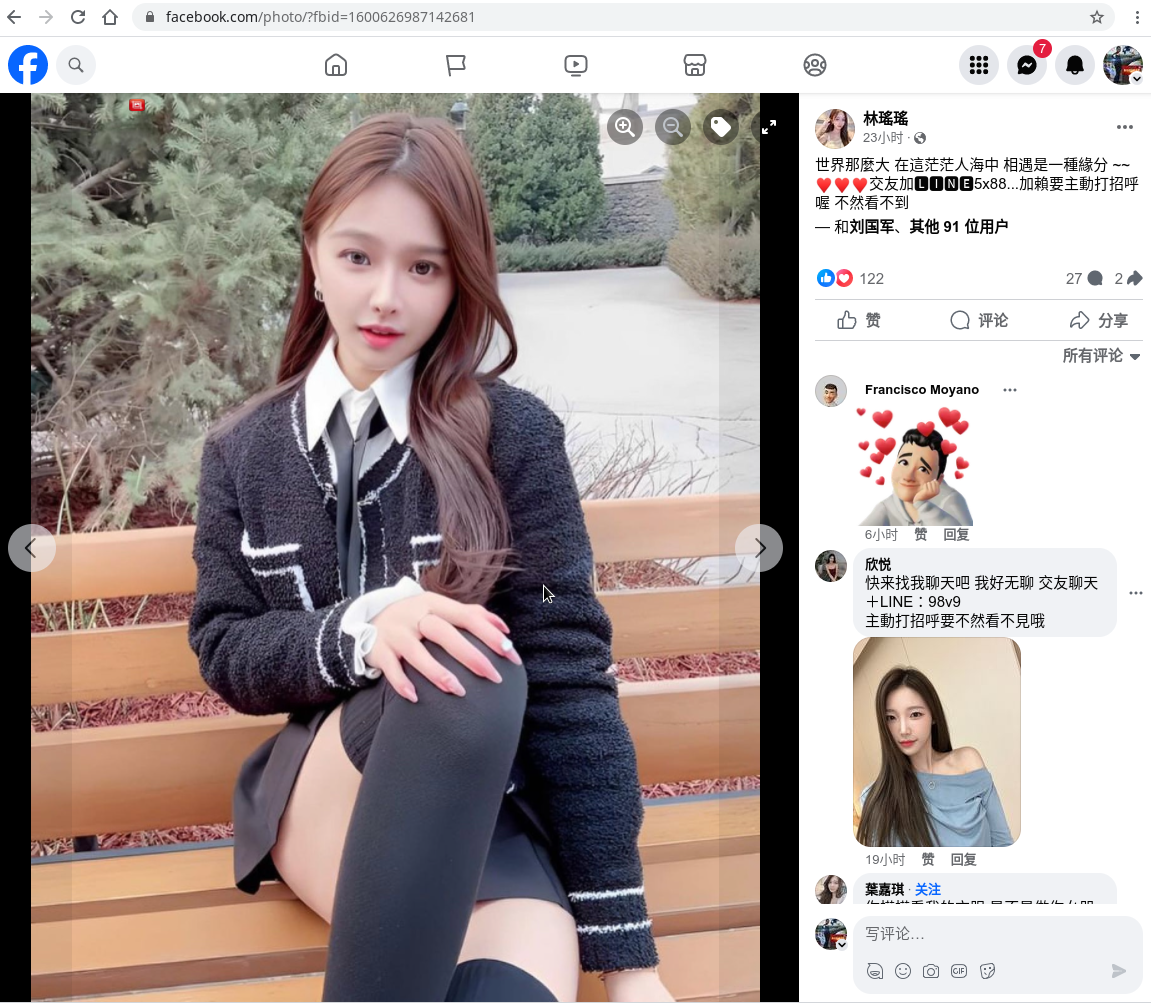 facebook.com/photo/?fbid=1600626987142681
7
林瑤瑤
23小时 ·
世界那麼大 在這茫茫人海中 相遇是一種緣分 ~~
❤️❤️❤️交友加🅻🅸🅽🅴5x88...加賴要主動打招呼
喔 不然看不到
— 和刘国军、其他 91 位用户
122
27 2
赞 评论 分享
所有评论
Francisco Moyano
6小时 赞 回复
欣悦
快来找我聊天吧 我好无聊 交友聊天
＋LINE：98v9
主動打招呼要不然看不見哦
19小时 赞 回复
葉嘉琪 · 关注
写评论…
GIF